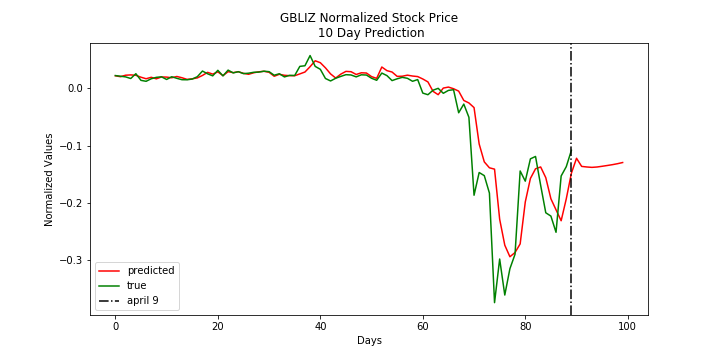 GBLIZ Normalized Stock Price
10 Day Prediction
Normalized Values
0.0
−0.1
−0.2
−0.3
predicted
true
april 9
0
20
40
60
80
100
Days